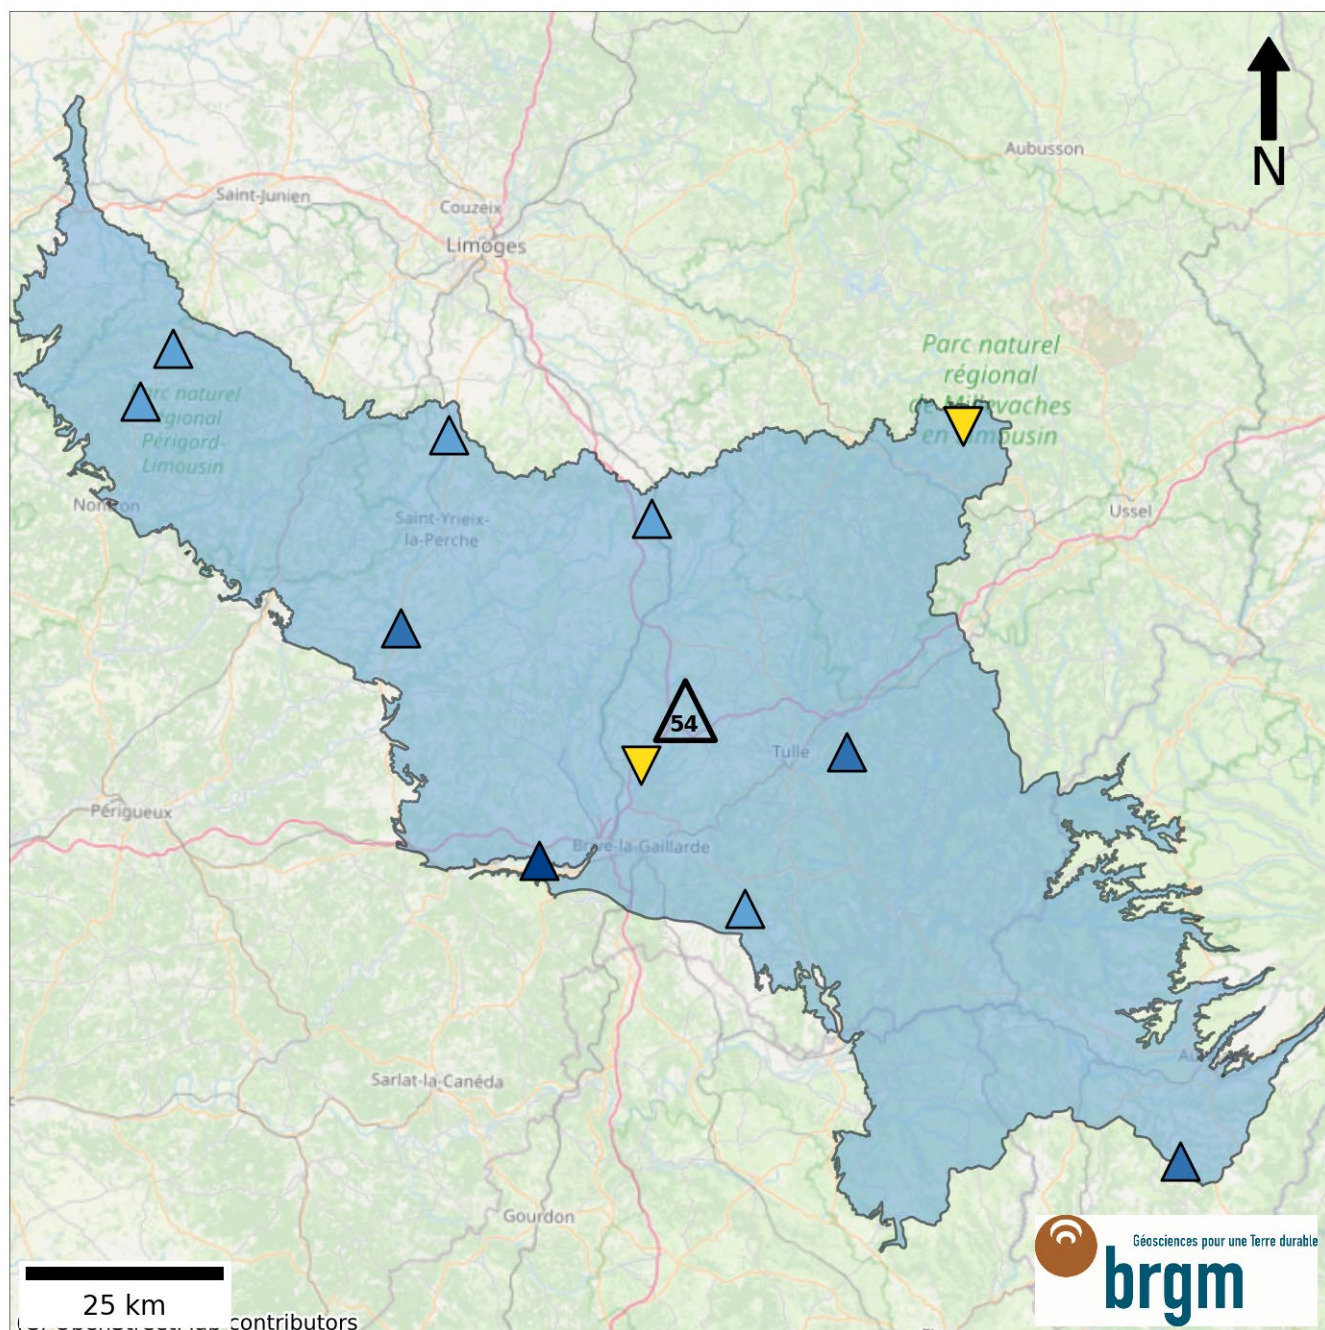 Aubusson
N
Saint-Junien
Couzeix
Limoges
Parc naturel
régional
de Millevaches
en Limousin
Parc naturel
régional
Périgord-
Limousin
Nontron
Saint-Yrieix-
la-Perche
Ussel
54
Tulle
Périgueux
Brive-la-Gaillarde
Sarlat-la-Canéda
Gourdon
Géosciences pour une Terre durable
brgm
25 km
contributors